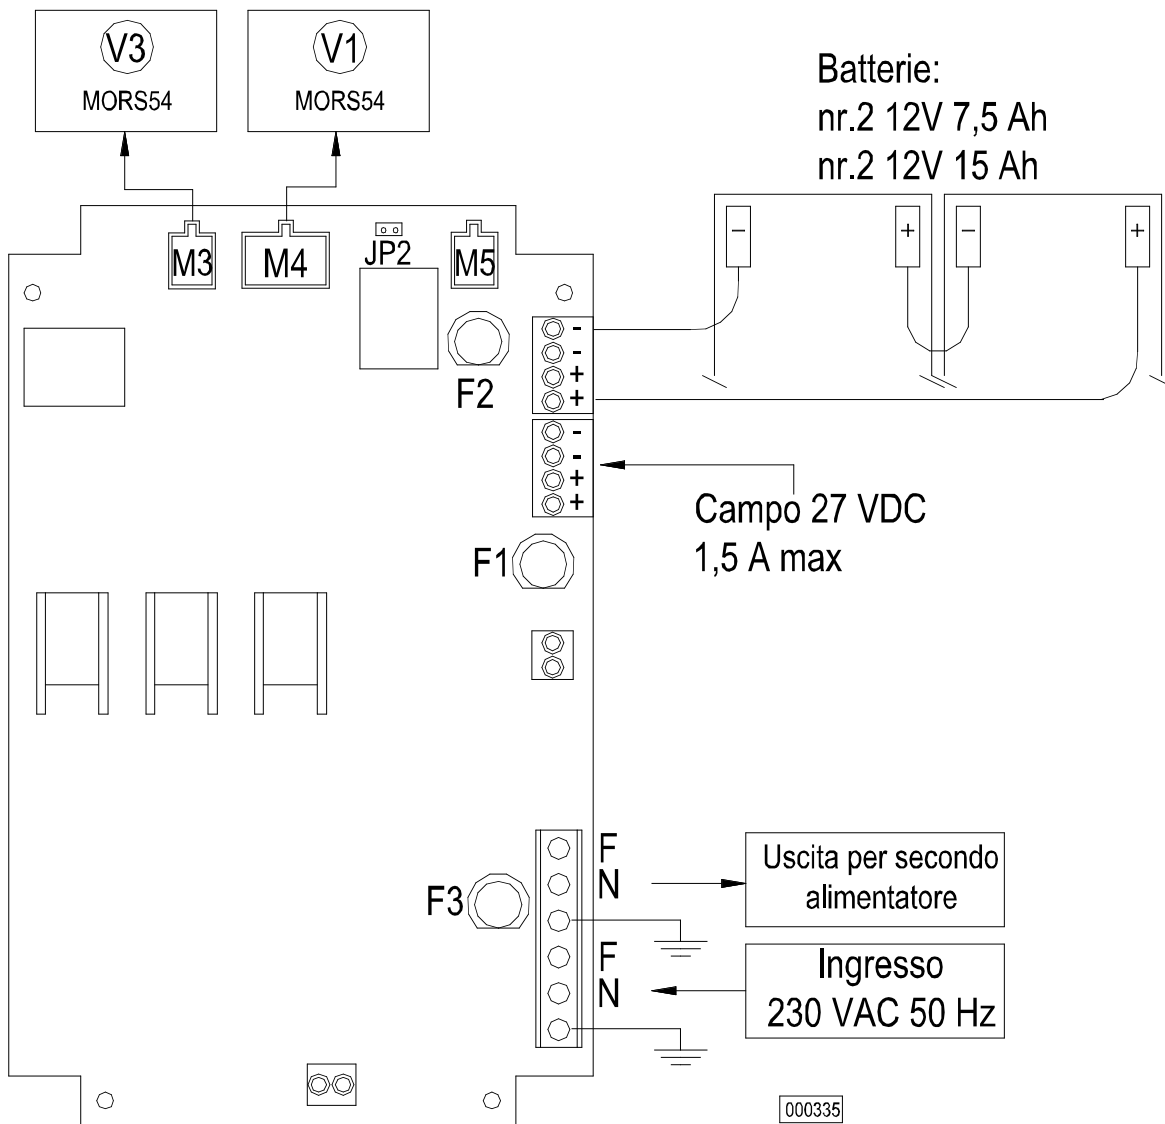 V3
MORS54
V1
MORS54
Batterie:
nr.2 12V 7,5 Ah
nr.2 12V 15 Ah
- + - +
M3
M4
JP2
M5
-
-
+
+
F2
-
-
+
+
Campo 27 VDC
1,5 A max
F1
F
N
F3
F
N
Uscita per secondo
alimentatore
Ingresso
230 VAC 50 Hz
000335